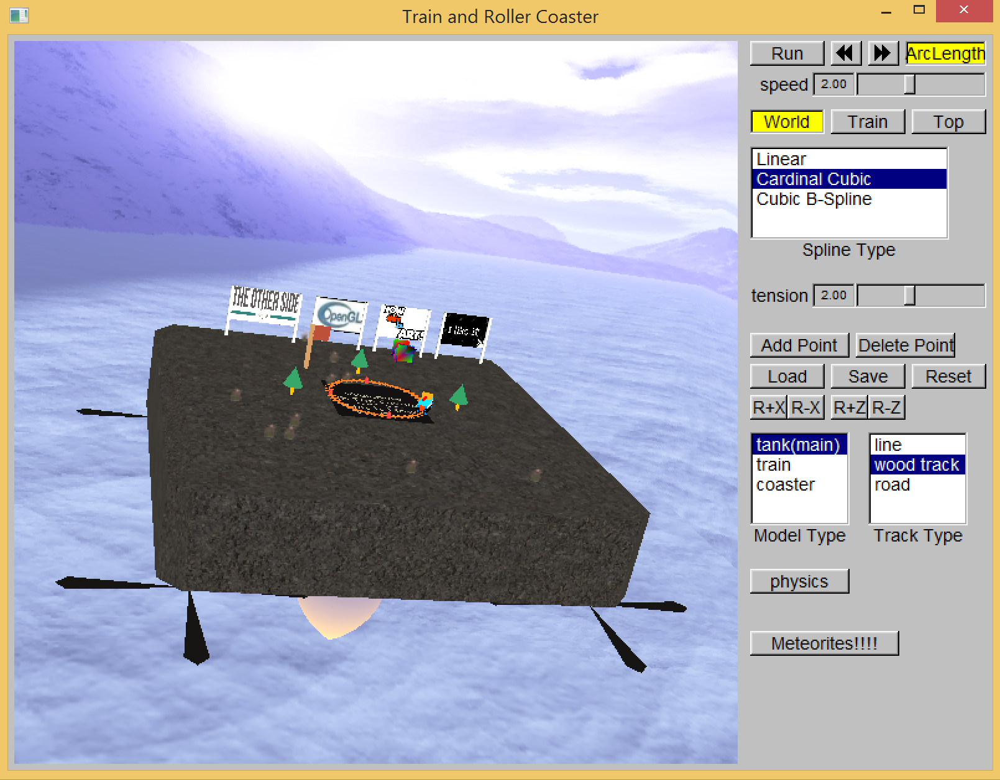 Train and Roller Coaster
Run
ArcLength
speed 2.00
World Train Top
Linear
Cardinal Cubic
Cubic B-Spline
Spline Type
tension 2.00
Add Point Delete Point
Load Save Reset
R+X R-X R+Z R-Z
tank(main)
train
coaster
Model Type
line
wood track
road
Track Type
physics
Meteorites!!!!
THE OTHER SIDE
OpenGL
I like it